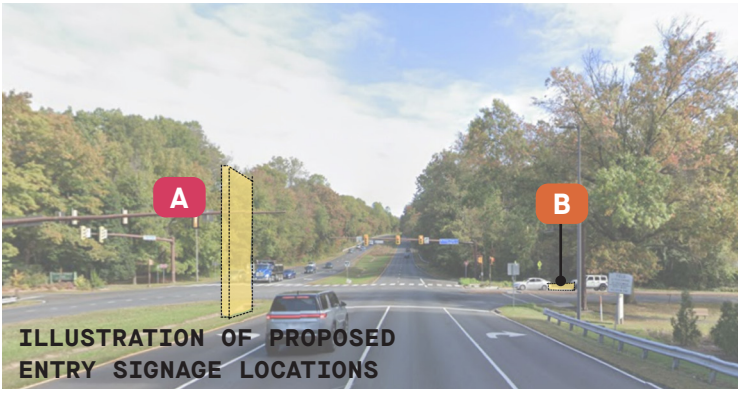 A
B
ILLUSTRATION OF PROPOSED
ENTRY SIGNAGE LOCATIONS